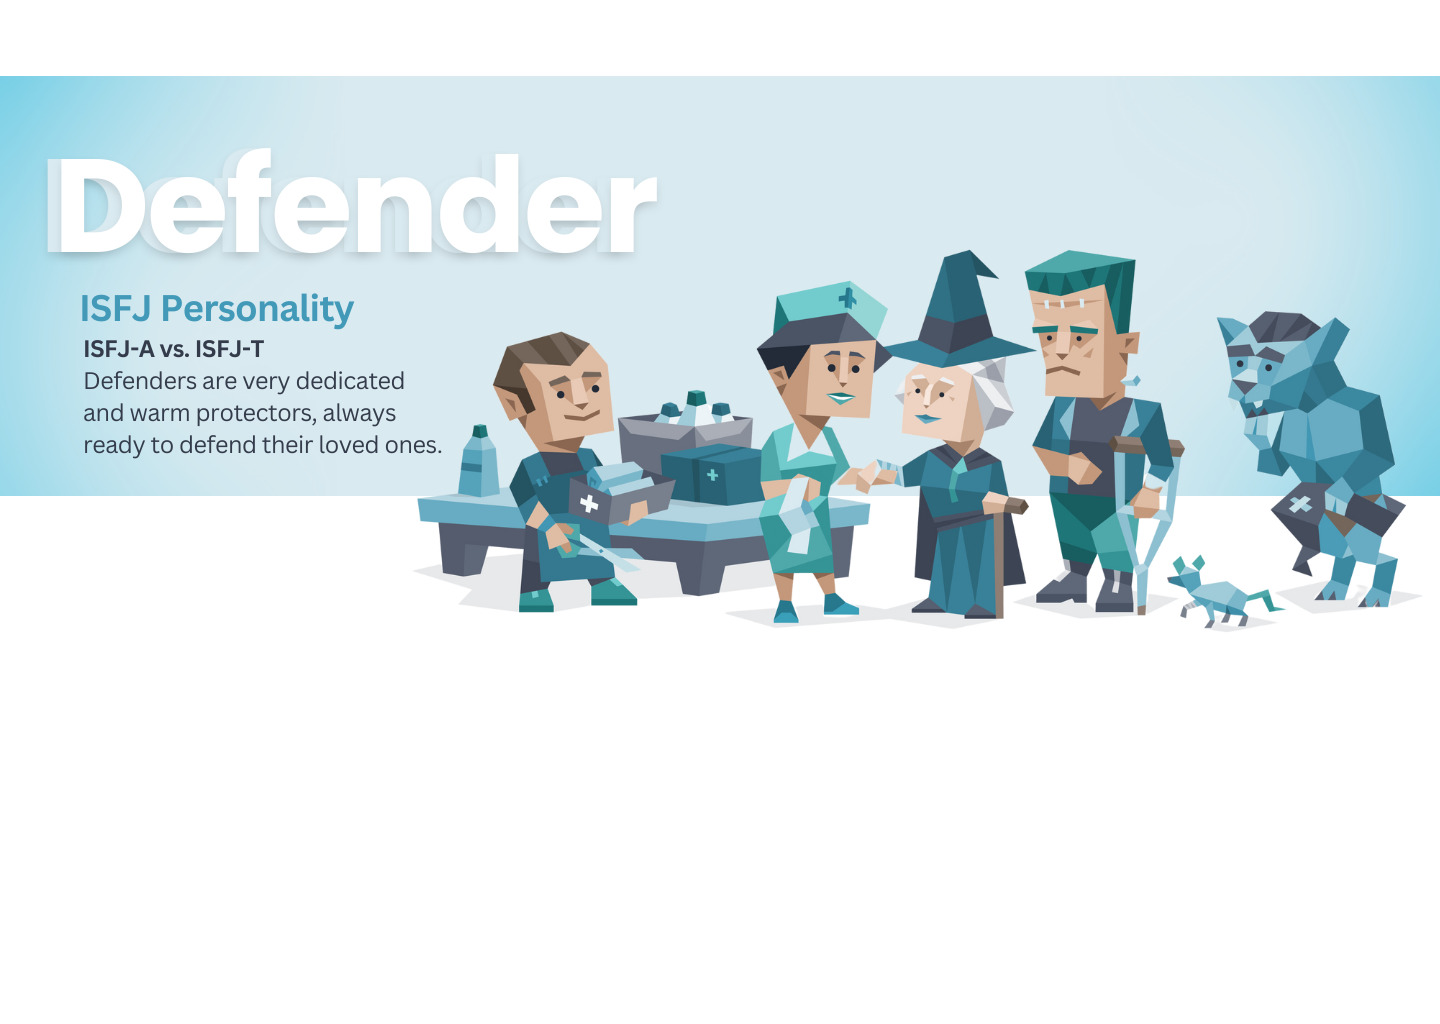 Defender
ISFJ Personality
ISFJ-A vs. ISFJ-T
Defenders are very dedicated
and warm protectors, always
ready to defend their loved ones.